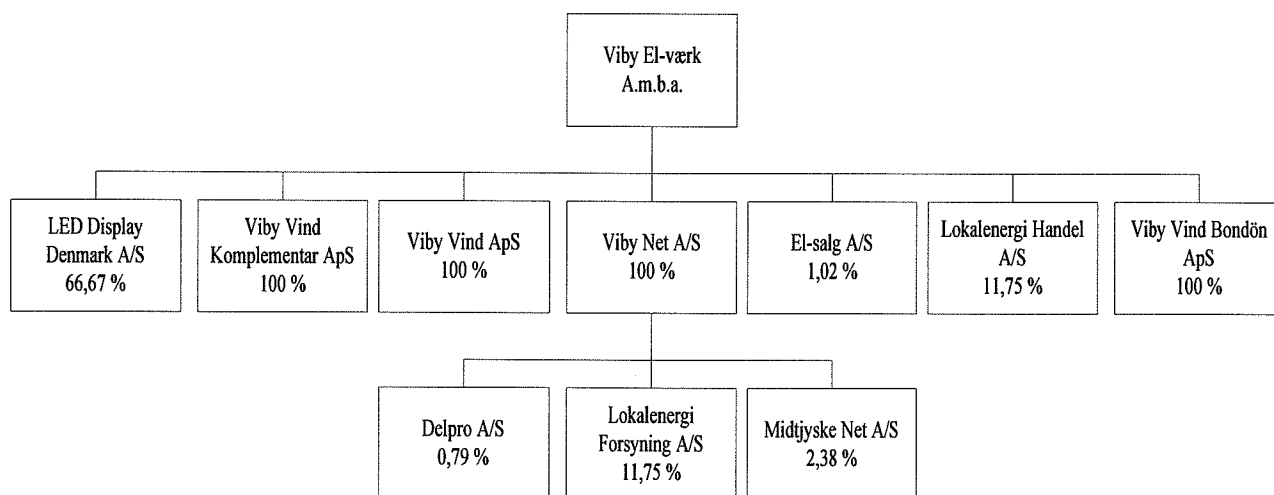 Viby El-værk
A.m.b.a.
LED Display
Denmark A/S
66,67 %
Viby Vind
Komplementar ApS
100 %
Viby Vind ApS
100 %
Viby Net A/S
100 %
El-salg A/S
1,02 %
Lokalenergi Handel
A/S
11,75 %
Viby Vind Bondön
ApS
100 %
Delpro A/S
0,79 %
Lokalenergi
Forsyning A/S
11,75 %
Midtjyske Net A/S
2,38 %